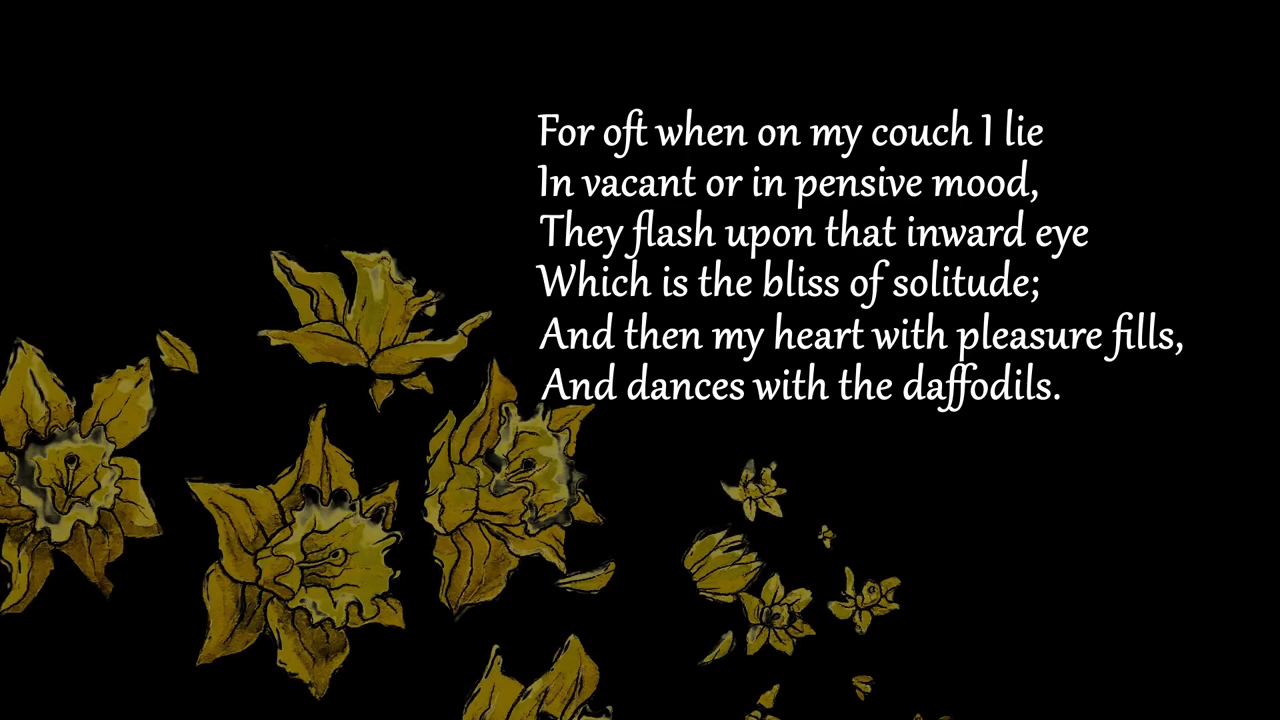 For oft when on my couch I lie
In vacant or in pensive mood,
They flash upon that inward eye
Which is the bliss of solitude;
And then my heart with pleasure fills,
And dances with the daffodils.